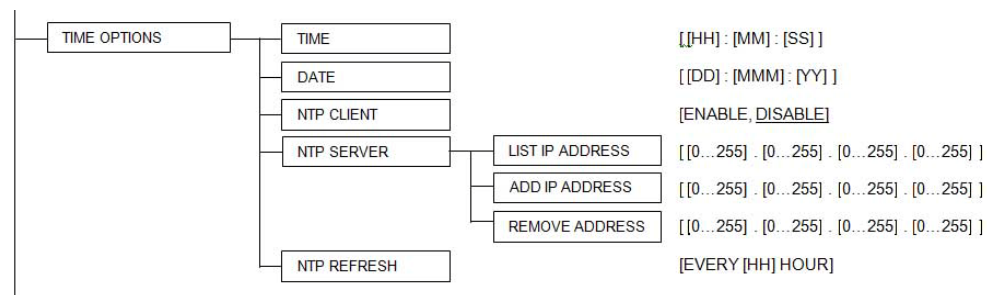 TIME OPTIONS TIME [ [HH] : [MM] : [SS] ]
DATE [ [DD] : [MMM] : [YY] ]
NTP CLIENT [ENABLE, DISABLE]
NTP SERVER LIST IP ADDRESS [ [0...255] . [0...255] . [0...255] . [0...255] ]
ADD IP ADDRESS [ [0...255] . [0...255] . [0...255] . [0...255] ]
REMOVE ADDRESS [ [0...255] . [0...255] . [0...255] . [0...255] ]
NTP REFRESH [EVERY [HH] HOUR]